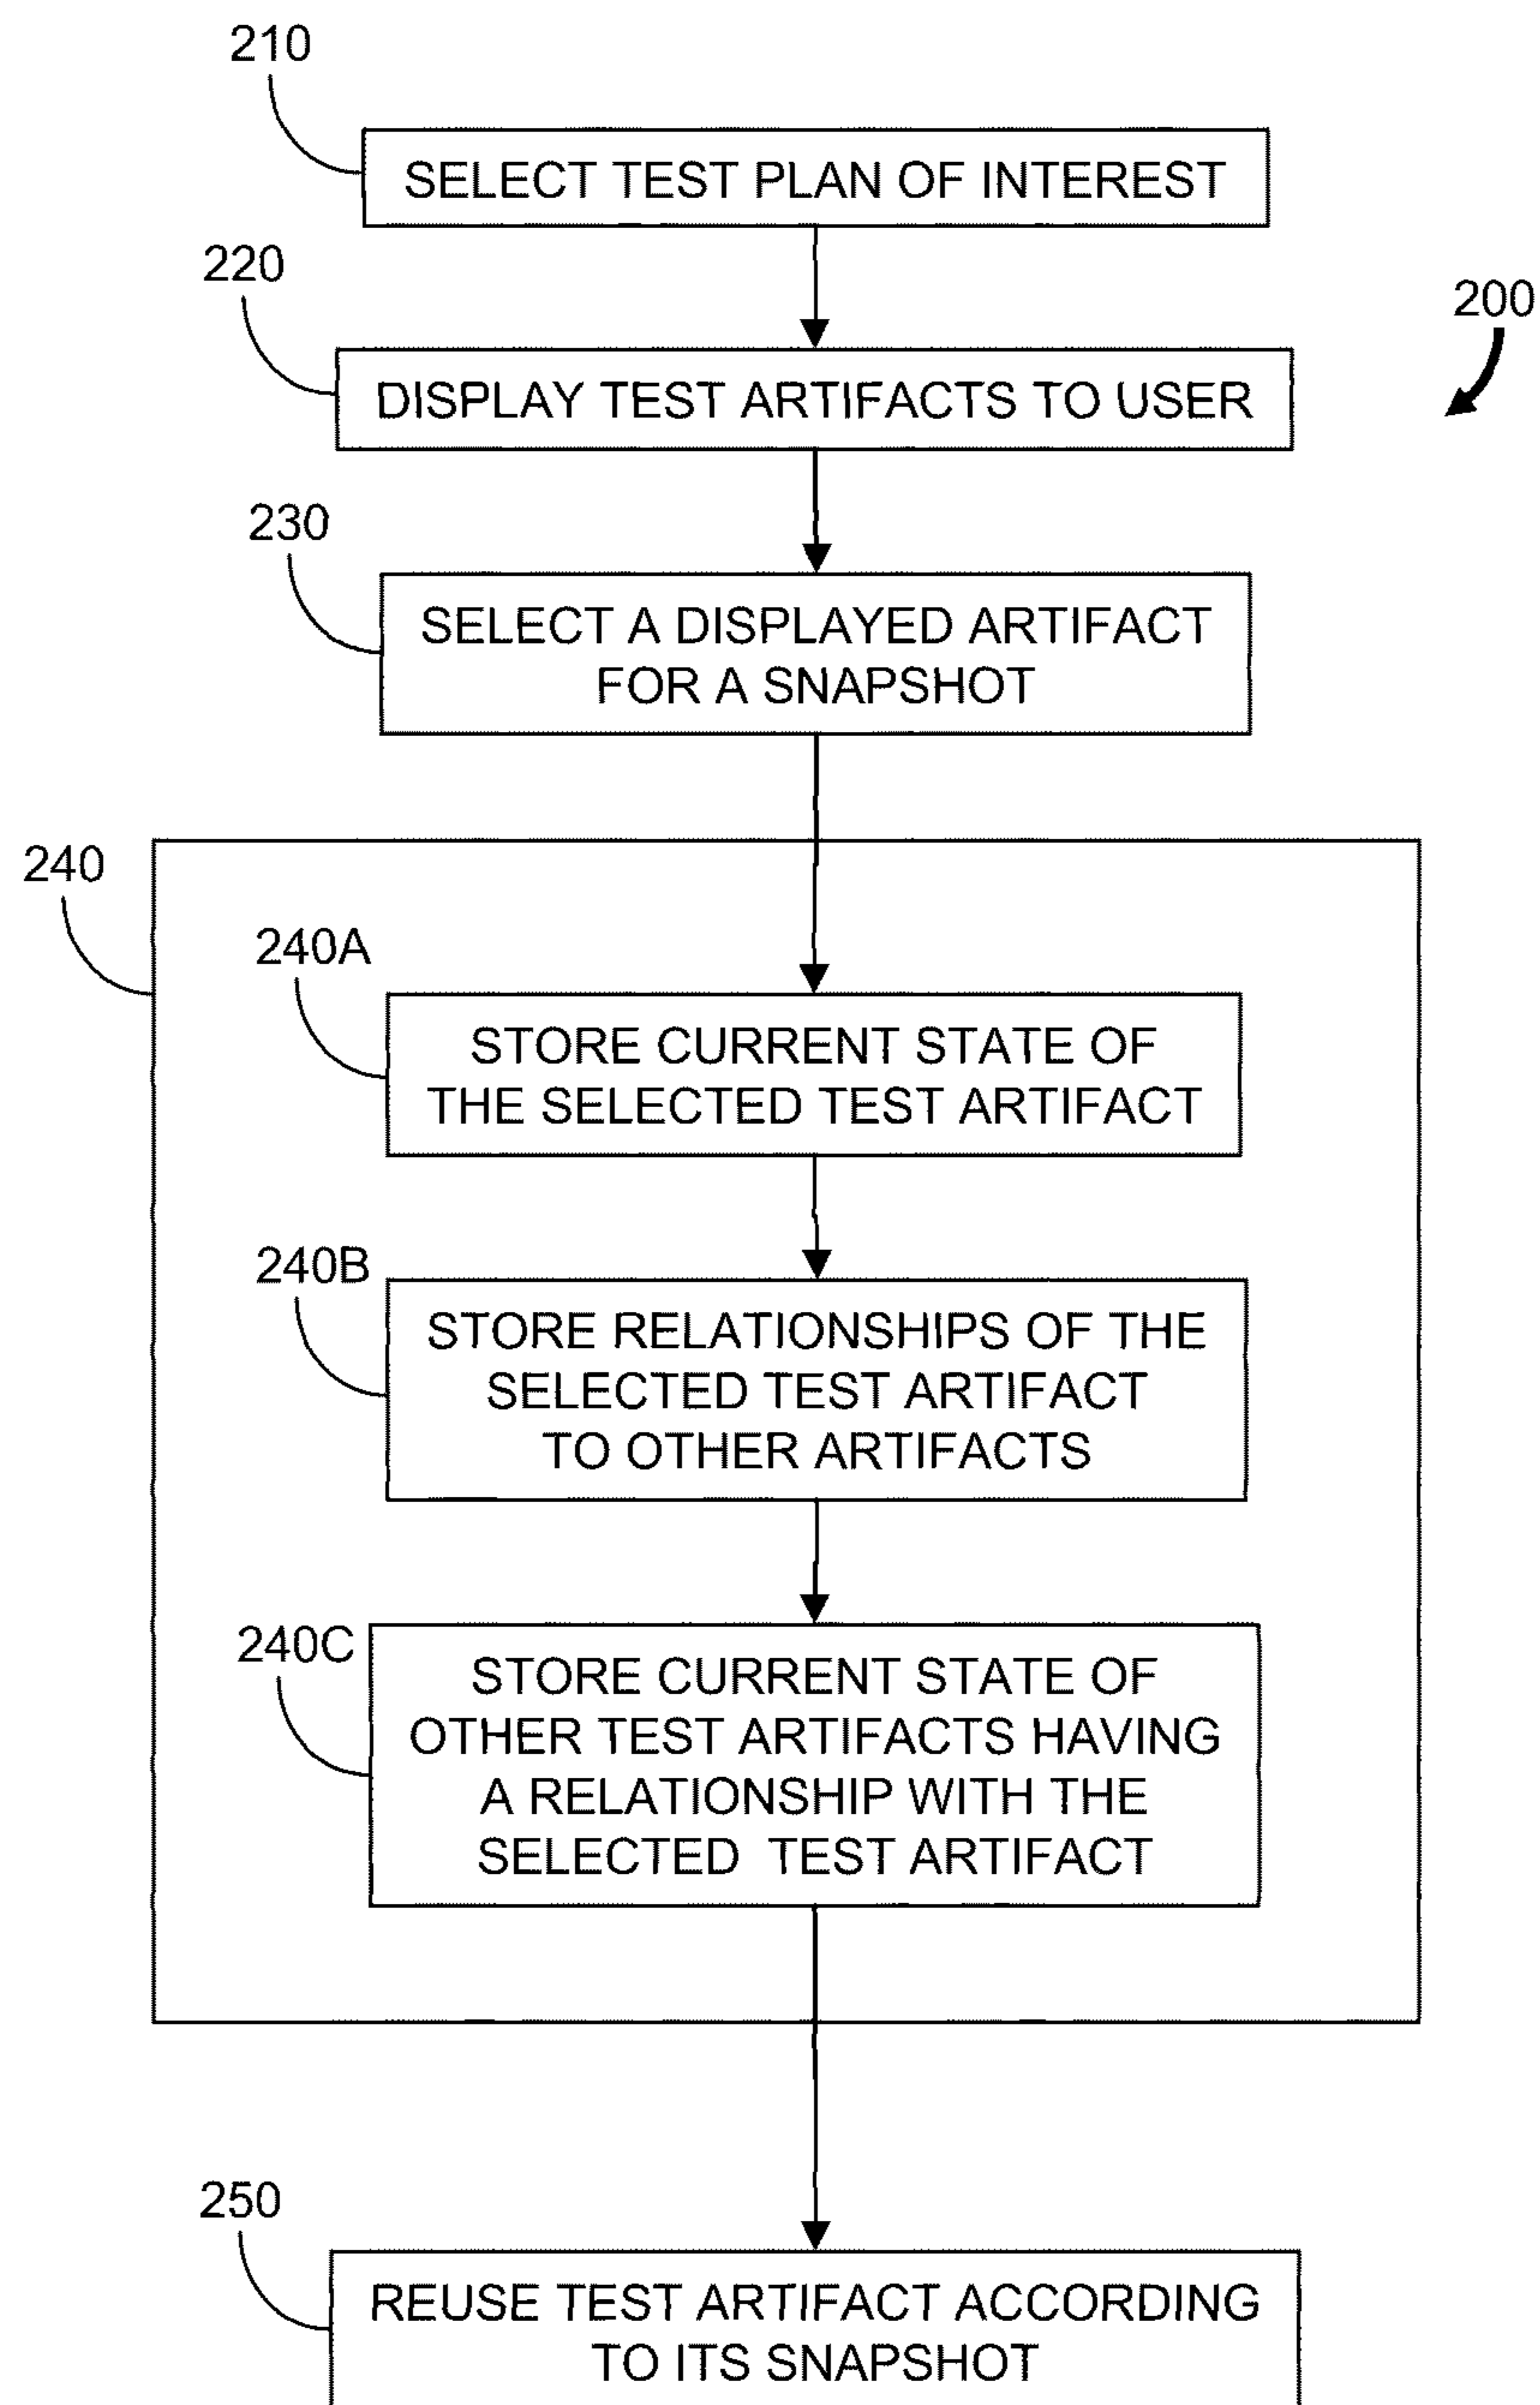 210
SELECT TEST PLAN OF INTEREST
220
200
DISPLAY TEST ARTIFACTS TO USER
230
SELECT A DISPLAYED ARTIFACT
FOR A SNAPSHOT
240
240A
STORE CURRENT STATE OF
THE SELECTED TEST ARTIFACT
240B
STORE RELATIONSHIPS OF THE
SELECTED TEST ARTIFACT
TO OTHER ARTIFACTS
240C
STORE CURRENT STATE OF
OTHER TEST ARTIFACTS HAVING
A RELATIONSHIP WITH THE
SELECTED TEST ARTIFACT
250
REUSE TEST ARTIFACT ACCORDING
TO ITS SNAPSHOT